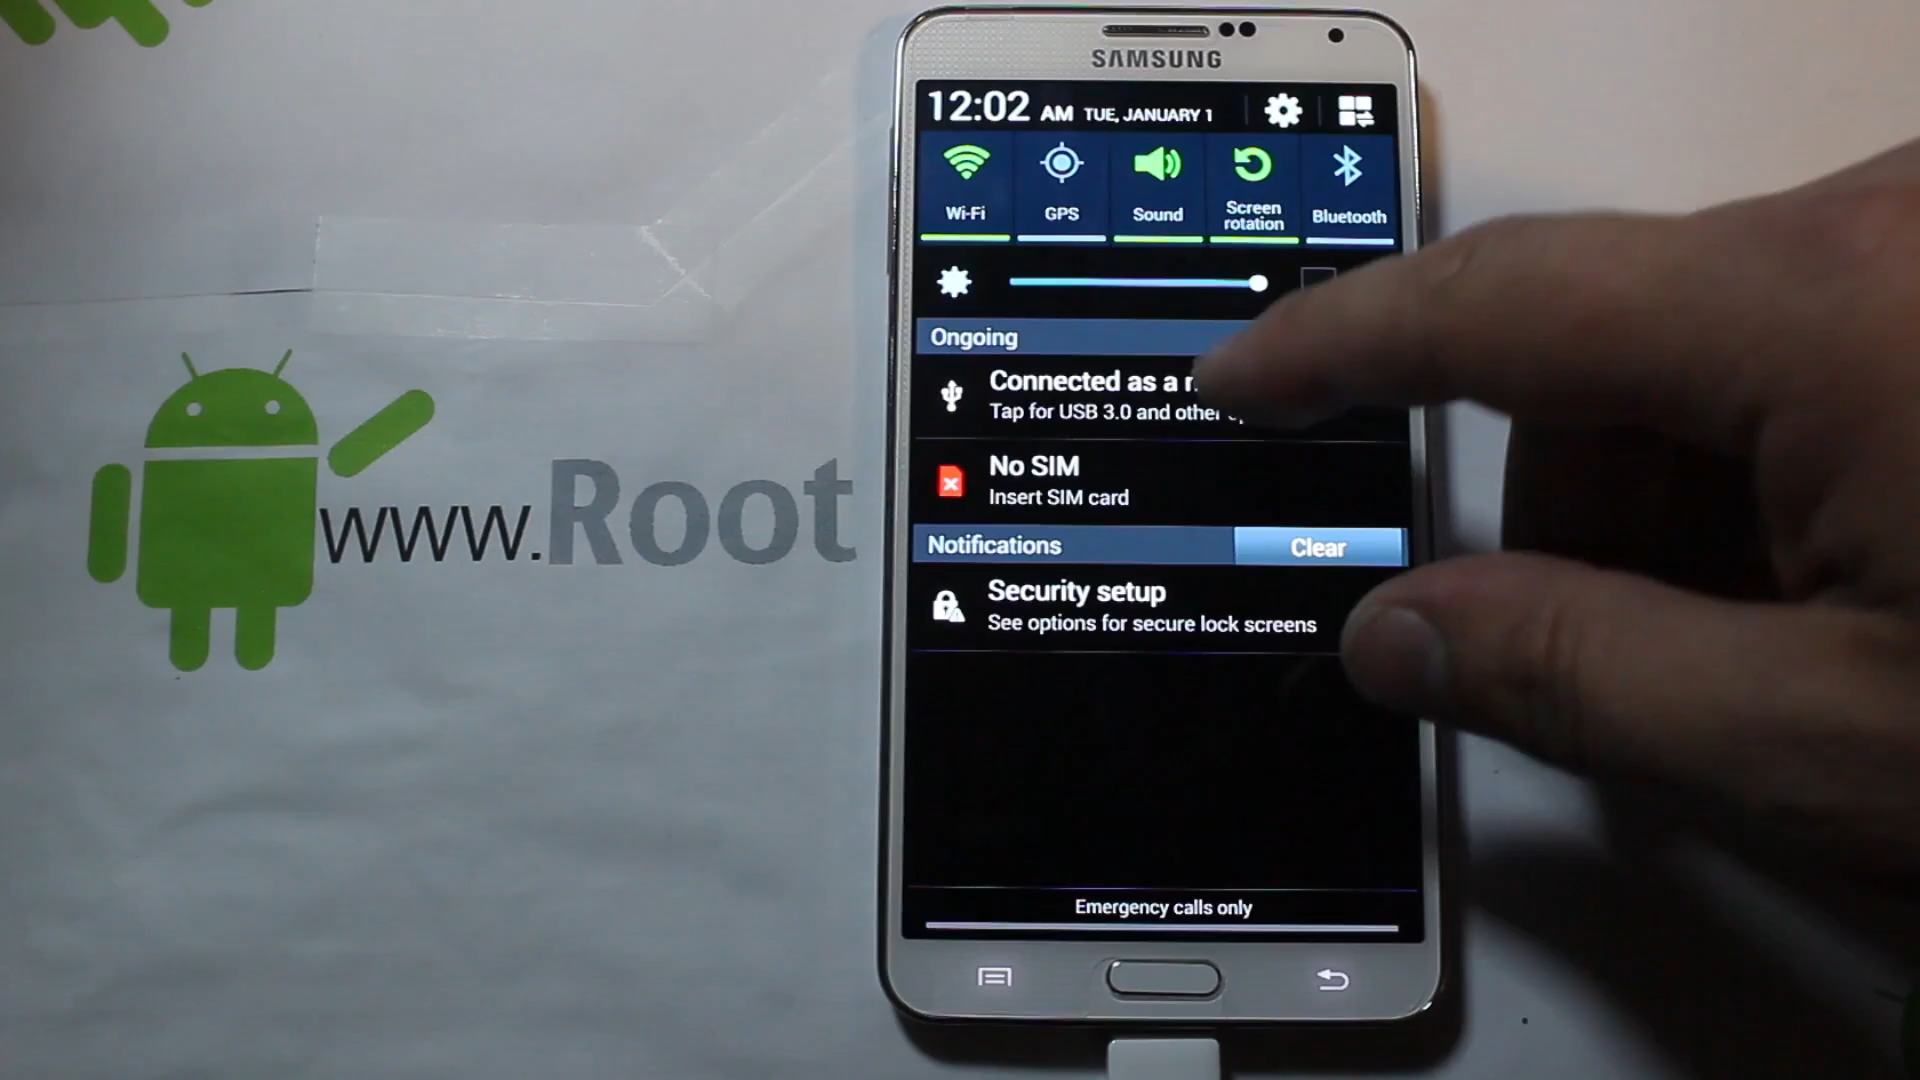 SAMSUNG
12:02 AM TUE, JANUARY 1
Wi-Fi
GPS
Sound
Screen rotation
Bluetooth
Ongoing
Connected as a
Tap for USB 3.0 and other
No SIM
Insert SIM card
Notifications
Clear
Security setup
See options for secure lock screens
Emergency calls only
www.Root